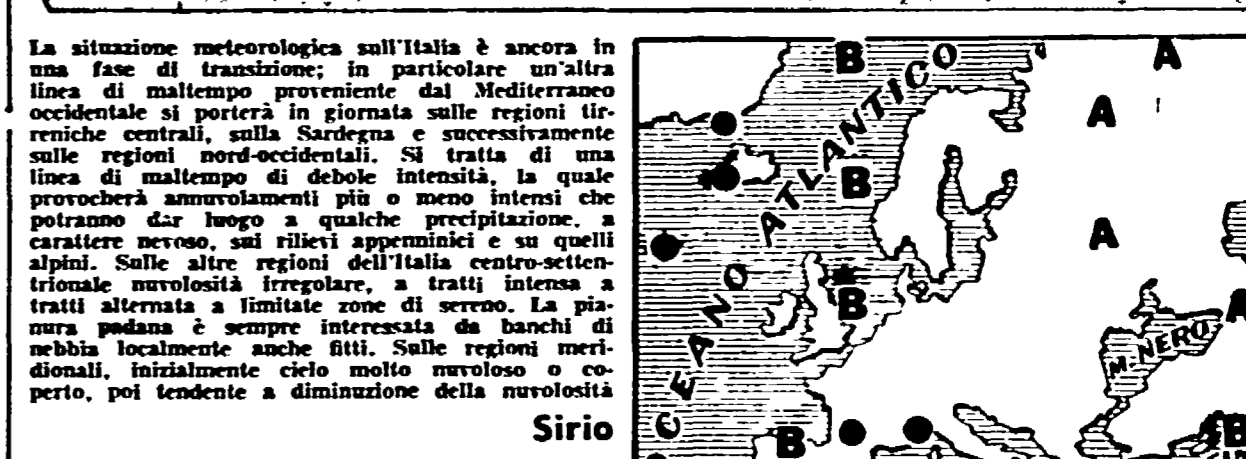 La situazione meteorologica sull'Italia è ancora in
una fase di transizione; in particolare un'altra
linea di maltempo proveniente dal Mediterraneo
occidentale si porterà in giornata sulle regioni tir-
reniche centrali, sulla Sardegna e successivamente
sulle regioni nord-occidentali. Si tratta di una
linea di maltempo di debole intensità, la quale
provocherà annuvolamenti più o meno intensi che
potranno dar luogo a qualche precipitazione, a
carattere nevoso, sui rilievi appenninici e su quelli
alpini. Sulle altre regioni dell'Italia centro-setten-
trionale nuvolosità irregolare, a tratti intensa a
tratti alternata a limitate zone di sereno. La pia-
nura padana è sempre interessata da banchi di
nebbia localmente anche fitti. Sulle regioni meri-
dionali, inizialmente cielo molto nuvoloso o co-
perto, poi tendente a diminuzione della nuvolosità
Sirio
B
A
A
B
A
B
A
B
B
CEANO ATLANTICO
M. NERO